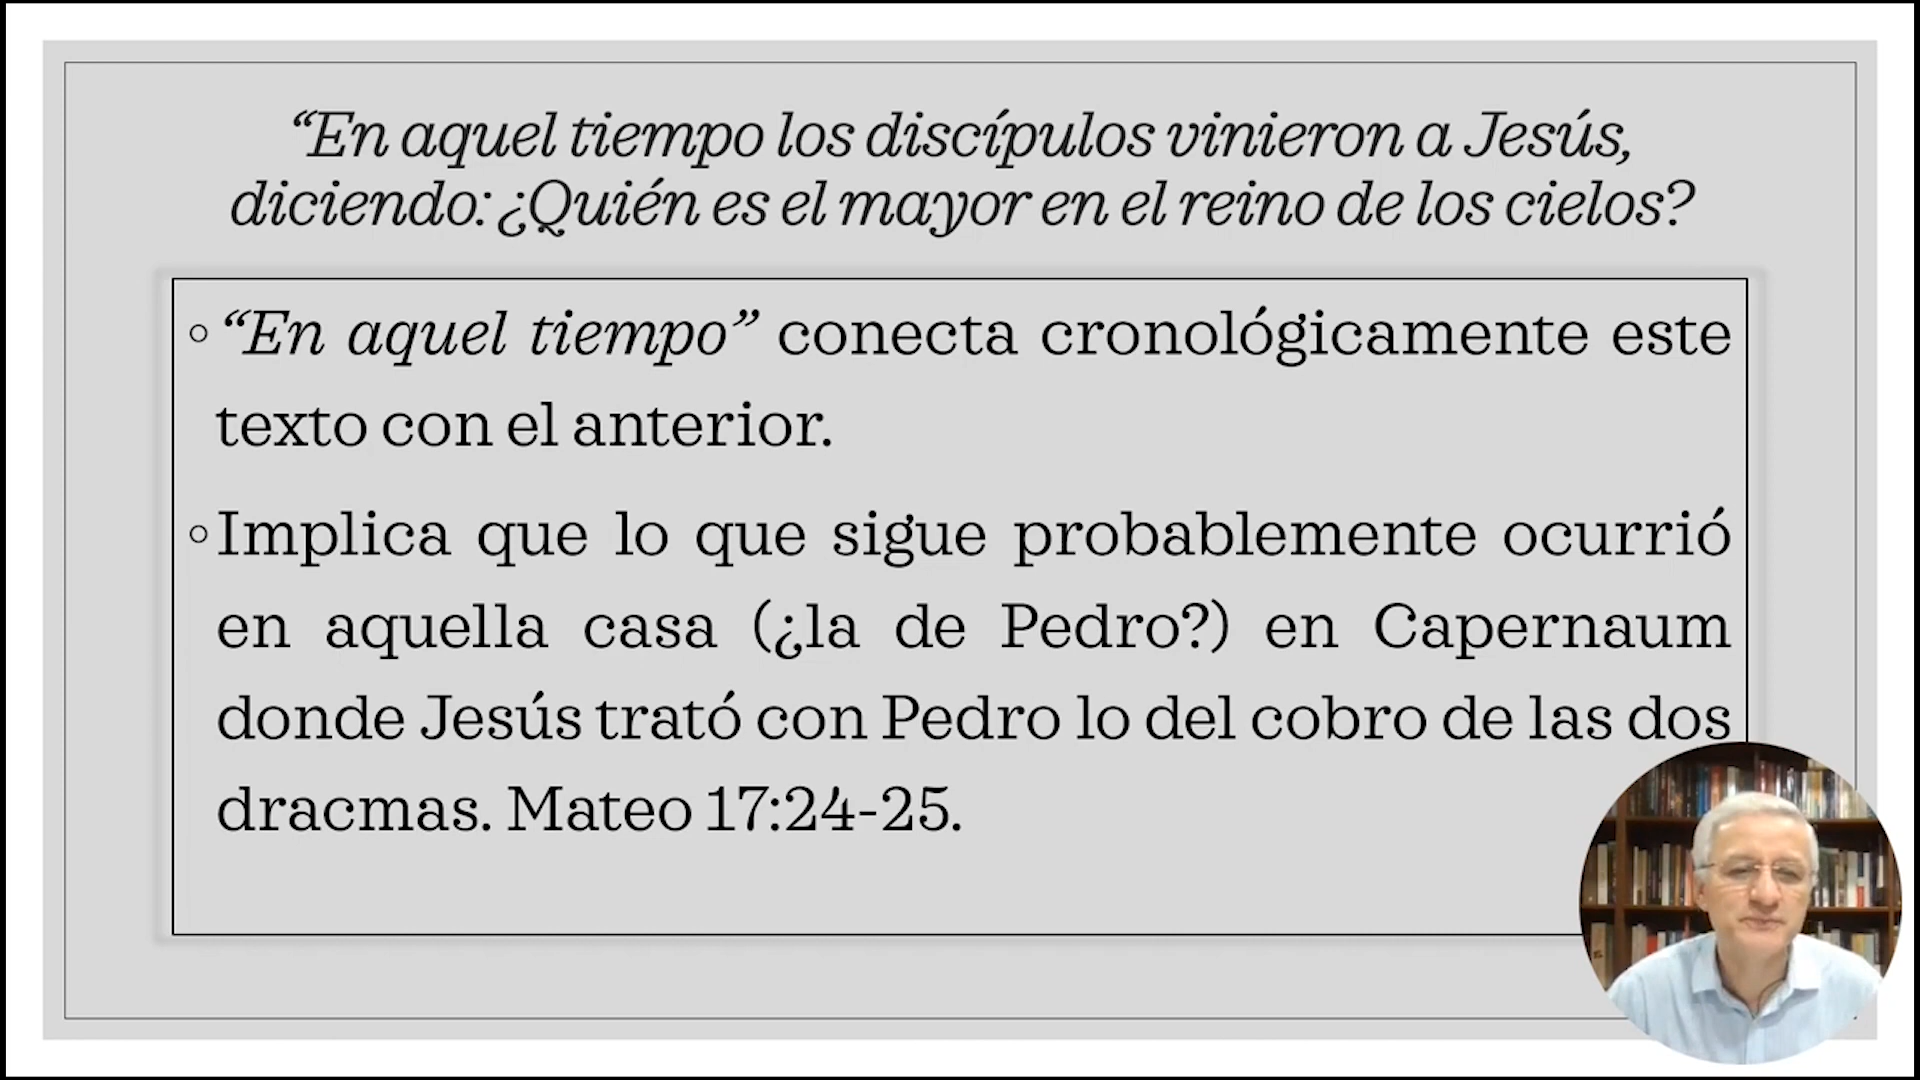 “En aquel tiempo los discípulos vinieron a Jesús,
diciendo: ¿Quién es el mayor en el reino de los cielos?
◦“En aquel tiempo” conecta cronológicamente este
texto con el anterior.
◦Implica que lo que sigue probablemente ocurrió
en aquella casa (¿la de Pedro?) en Capernaum
donde Jesús trató con Pedro lo del cobro de las dos
dracmas. Mateo 17:24-25.